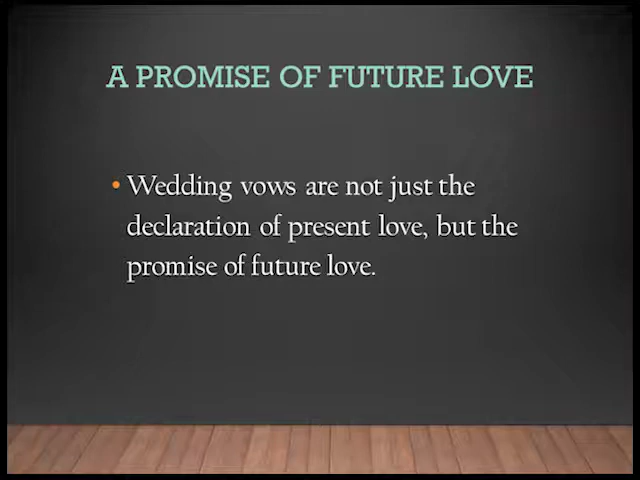 A PROMISE OF FUTURE LOVE
• Wedding vows are not just the
declaration of present love, but the
promise of future love.